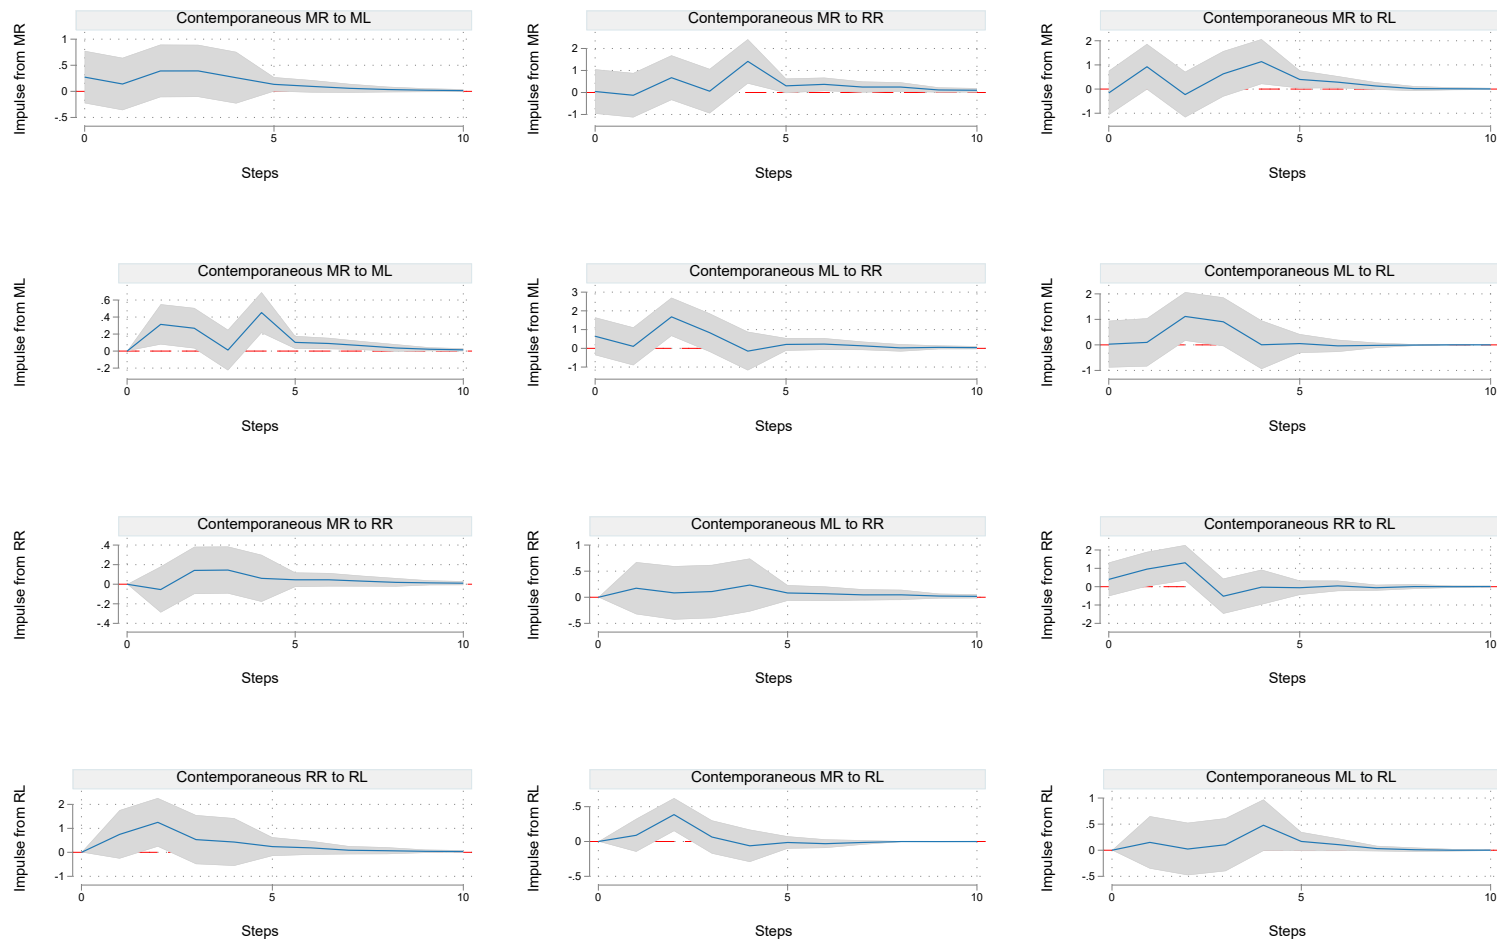 Contemporaneous MR to ML
Impulse from MR
1
.5
0
-.5
0 5 10
Steps
Contemporaneous MR to RR
Impulse from MR
2
1
0
-1
0 5 10
Steps
Contemporaneous MR to RL
Impulse from MR
2
1
0
-1
0 5 10
Steps
Contemporaneous MR to ML
Impulse from ML
.6
.4
.2
0
-.2
0 5 10
Steps
Contemporaneous ML to RR
Impulse from ML
3
2
1
0
-1
0 5 10
Steps
Contemporaneous ML to RL
Impulse from ML
2
1
0
-1
0 5 10
Steps
Contemporaneous MR to RR
Impulse from RR
.4
.2
0
-.2
-.4
0 5 10
Steps
Contemporaneous ML to RR
Impulse from RR
1
.5
0
-.5
0 5 10
Steps
Contemporaneous RR to RL
Impulse from RR
2
1
0
-1
-2
0 5 10
Steps
Contemporaneous RR to RL
Impulse from RL
2
1
0
-1
0 5 10
Steps
Contemporaneous MR to RL
Impulse from RL
.5
0
-.5
0 5 10
Steps
Contemporaneous ML to RL
Impulse from RL
1
.5
0
-.5
0 5 10
Steps